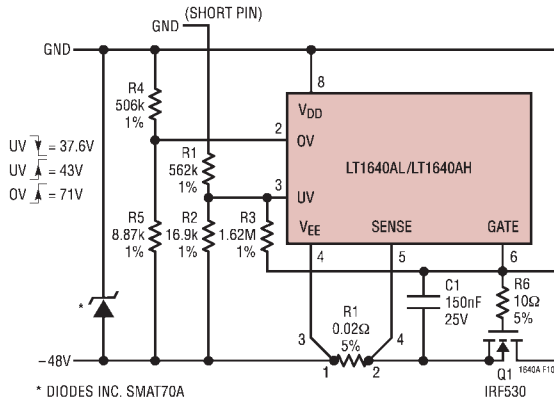 (SHORT PIN)
GND
GND
R4
506k
1%
8
VDD
2
OV
UV = 37.6V
UV = 43V
OV = 71V
R1
562k
1%
LT1640AL/LT1640AH
3
UV
R5
8.87k
1%
R2
16.9k
1%
R3
1.62M
1%
VEE
SENSE
GATE
4
5
6
C1
150nF
25V
R6
10Ω
5%
*
R1
0.02Ω
5%
3
4
1
2
–48V
Q1
IRF530
1640A F10
* DIODES INC. SMAT70A